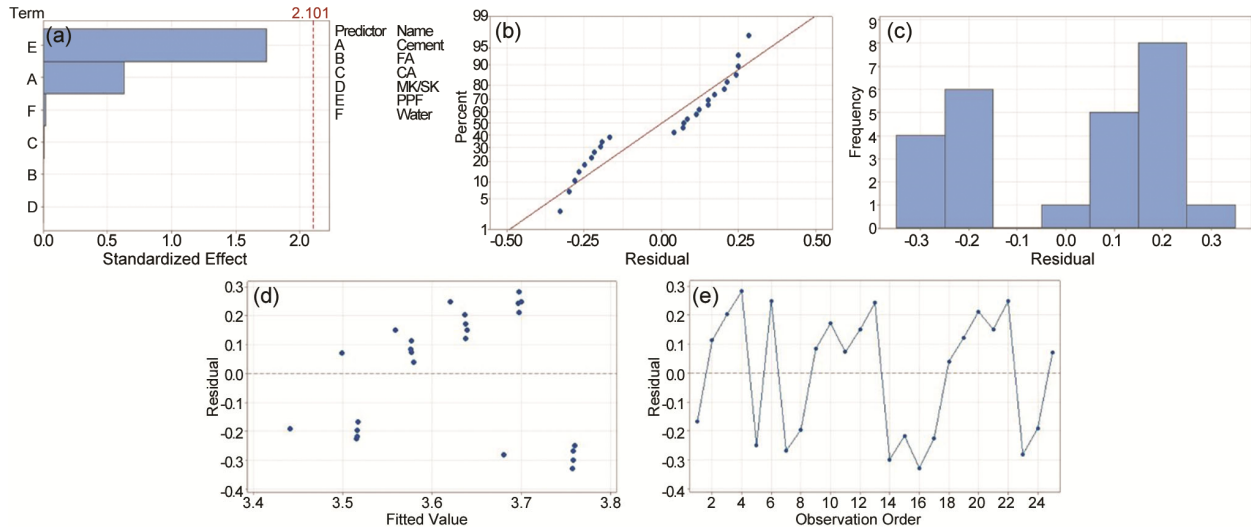 Term
2.101
(a)
E
A
F
C
B
D
0.0 0.5 1.0 1.5 2.0
Standardized Effect
Predictor Name
A Cement
B FA
C CA
D MK/SK
E PPF
F Water
(b)
99
95
90
80
70
60
50
40
30
20
10
5
1
Percent
-0.50 -0.25 0.00 0.25 0.50
Residual
(c)
9
8
7
6
5
4
3
2
1
0
Frequency
-0.3 -0.2 -0.1 0.0 0.1 0.2 0.3
Residual
(d)
0.3
0.2
0.1
0.0
-0.1
-0.2
-0.3
-0.4
Residual
3.4 3.5 3.6 3.7 3.8
Fitted Value
(e)
0.3
0.2
0.1
0.0
-0.1
-0.2
-0.3
-0.4
Residual
2 4 6 8 10 12 14 16 18 20 22 24
Observation Order